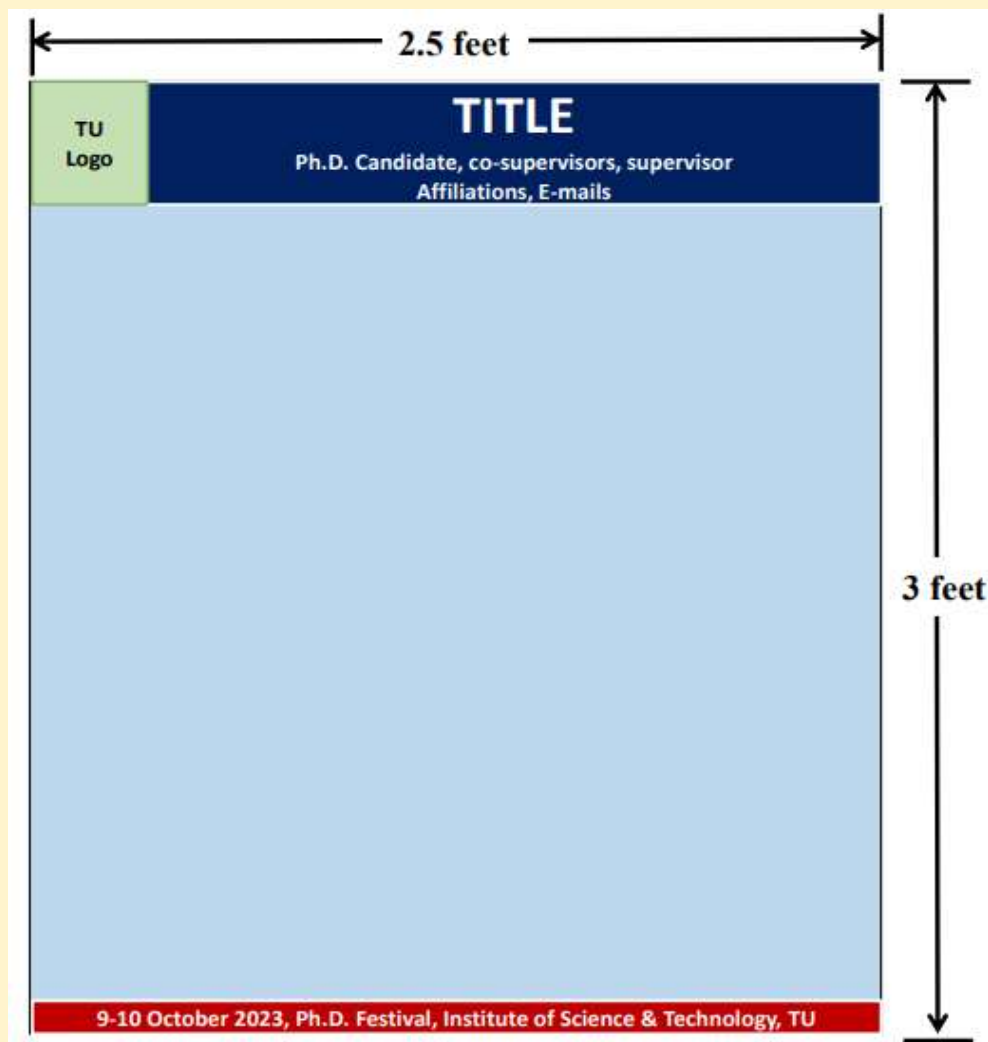 2.5 feet
TU
Logo
TITLE
Ph.D. Candidate, co-supervisors, supervisor
Affiliations, E-mails
3 feet
9-10 October 2023, Ph.D. Festival, Institute of Science & Technology, TU